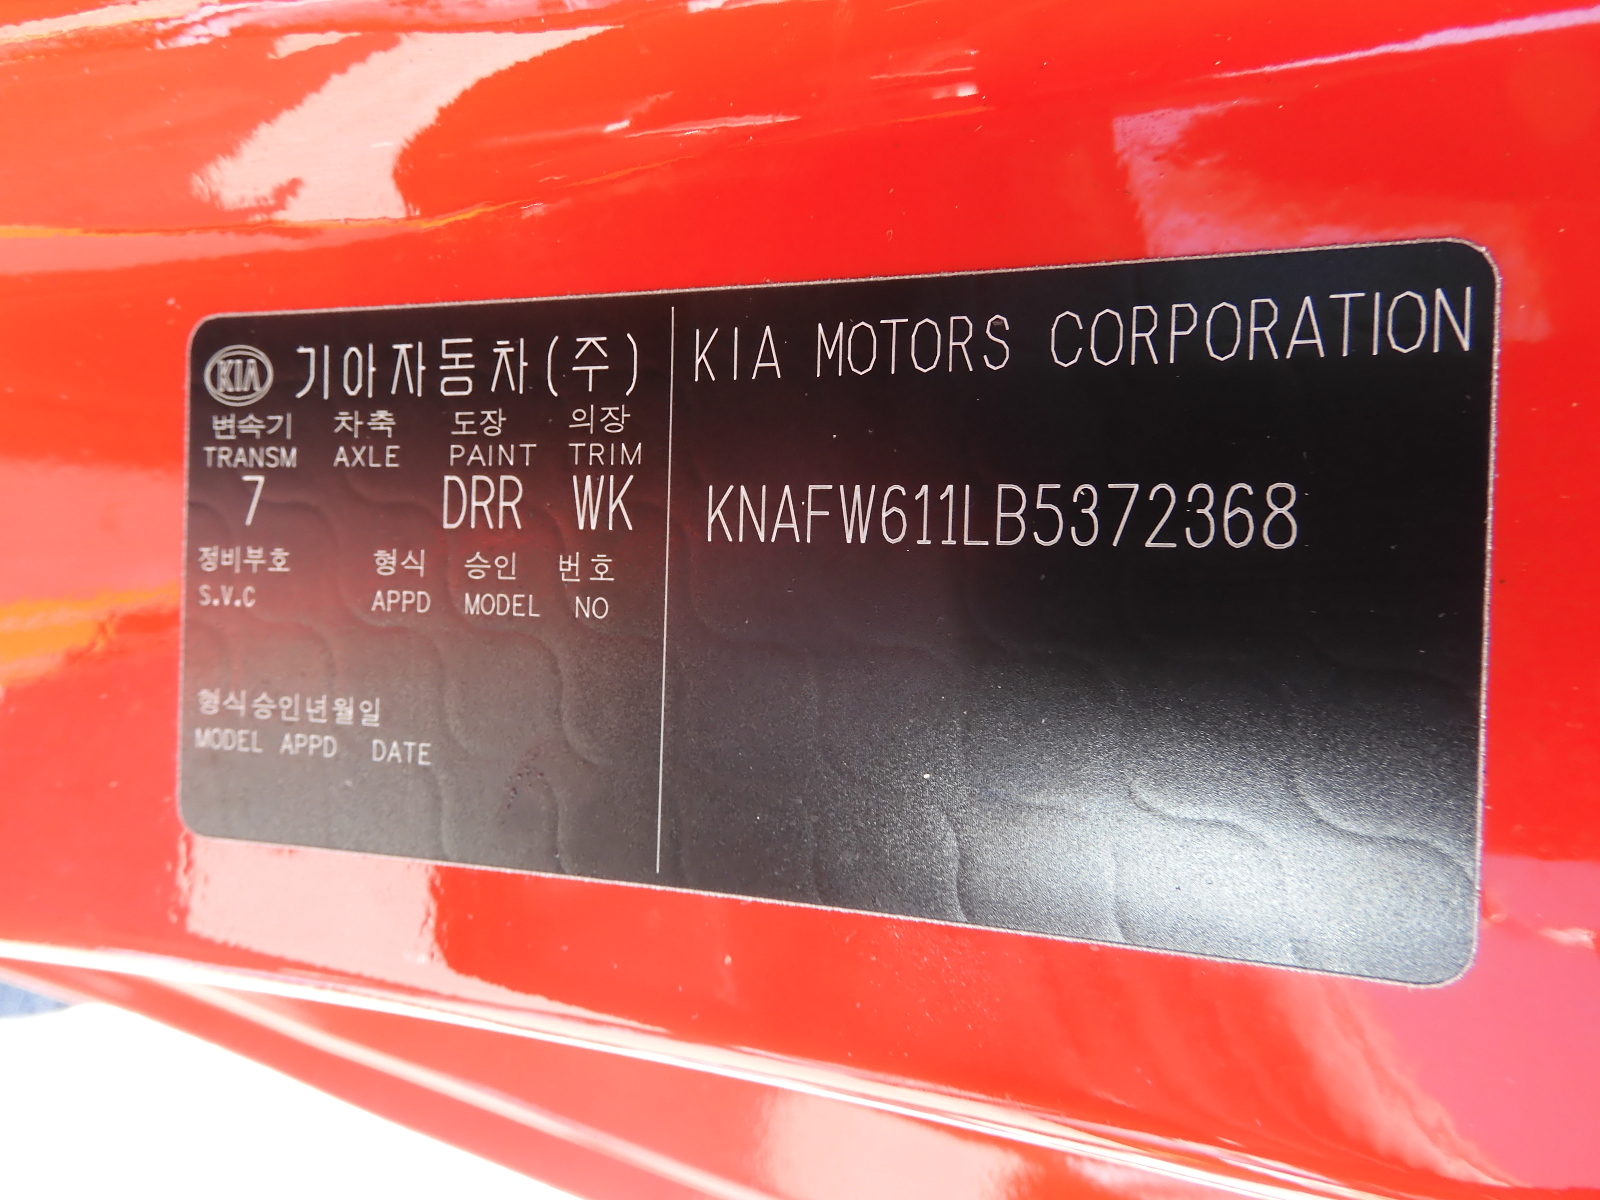 KIA 기아자동차(주)
변속기 차축 도장 의장
TRANSM AXLE PAINT TRIM
7 DRR WK
정비부호 형식 승인 번호
S.V.C APPD MODEL NO
형식승인년월일
MODEL APPD DATE
KIA MOTORS CORPORATION
KNAFW611LB5372368